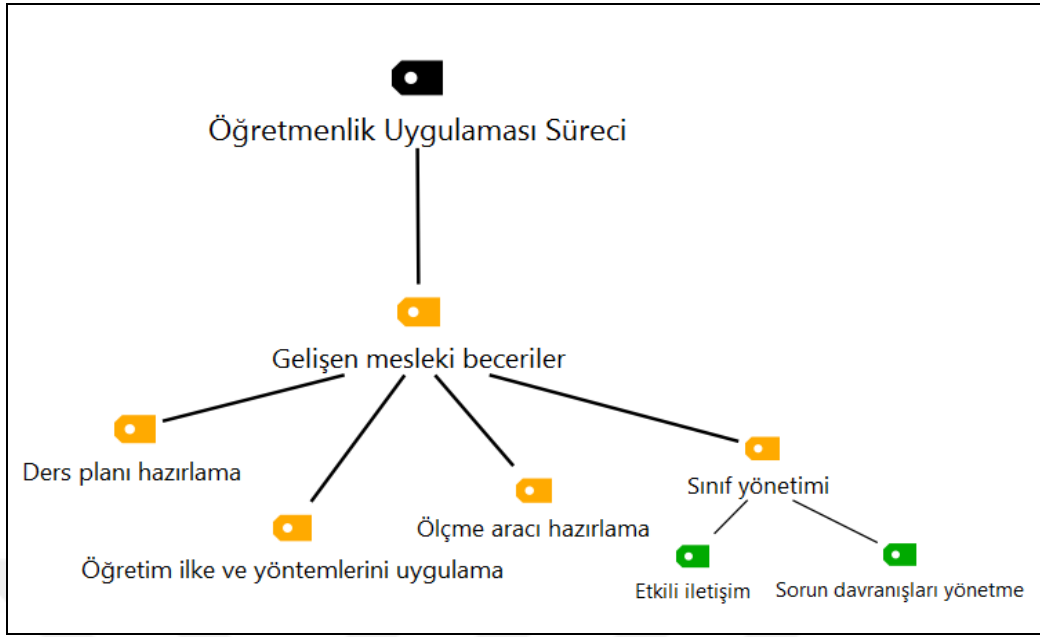 Öğretmenlik Uygulaması Süreci
Gelişen mesleki beceriler
Ders planı hazırlama
Sınıf yönetimi
Ölçme aracı hazırlama
Öğretim ilke ve yöntemlerini uygulama
Etkili iletişim
Sorun davranışları yönetme